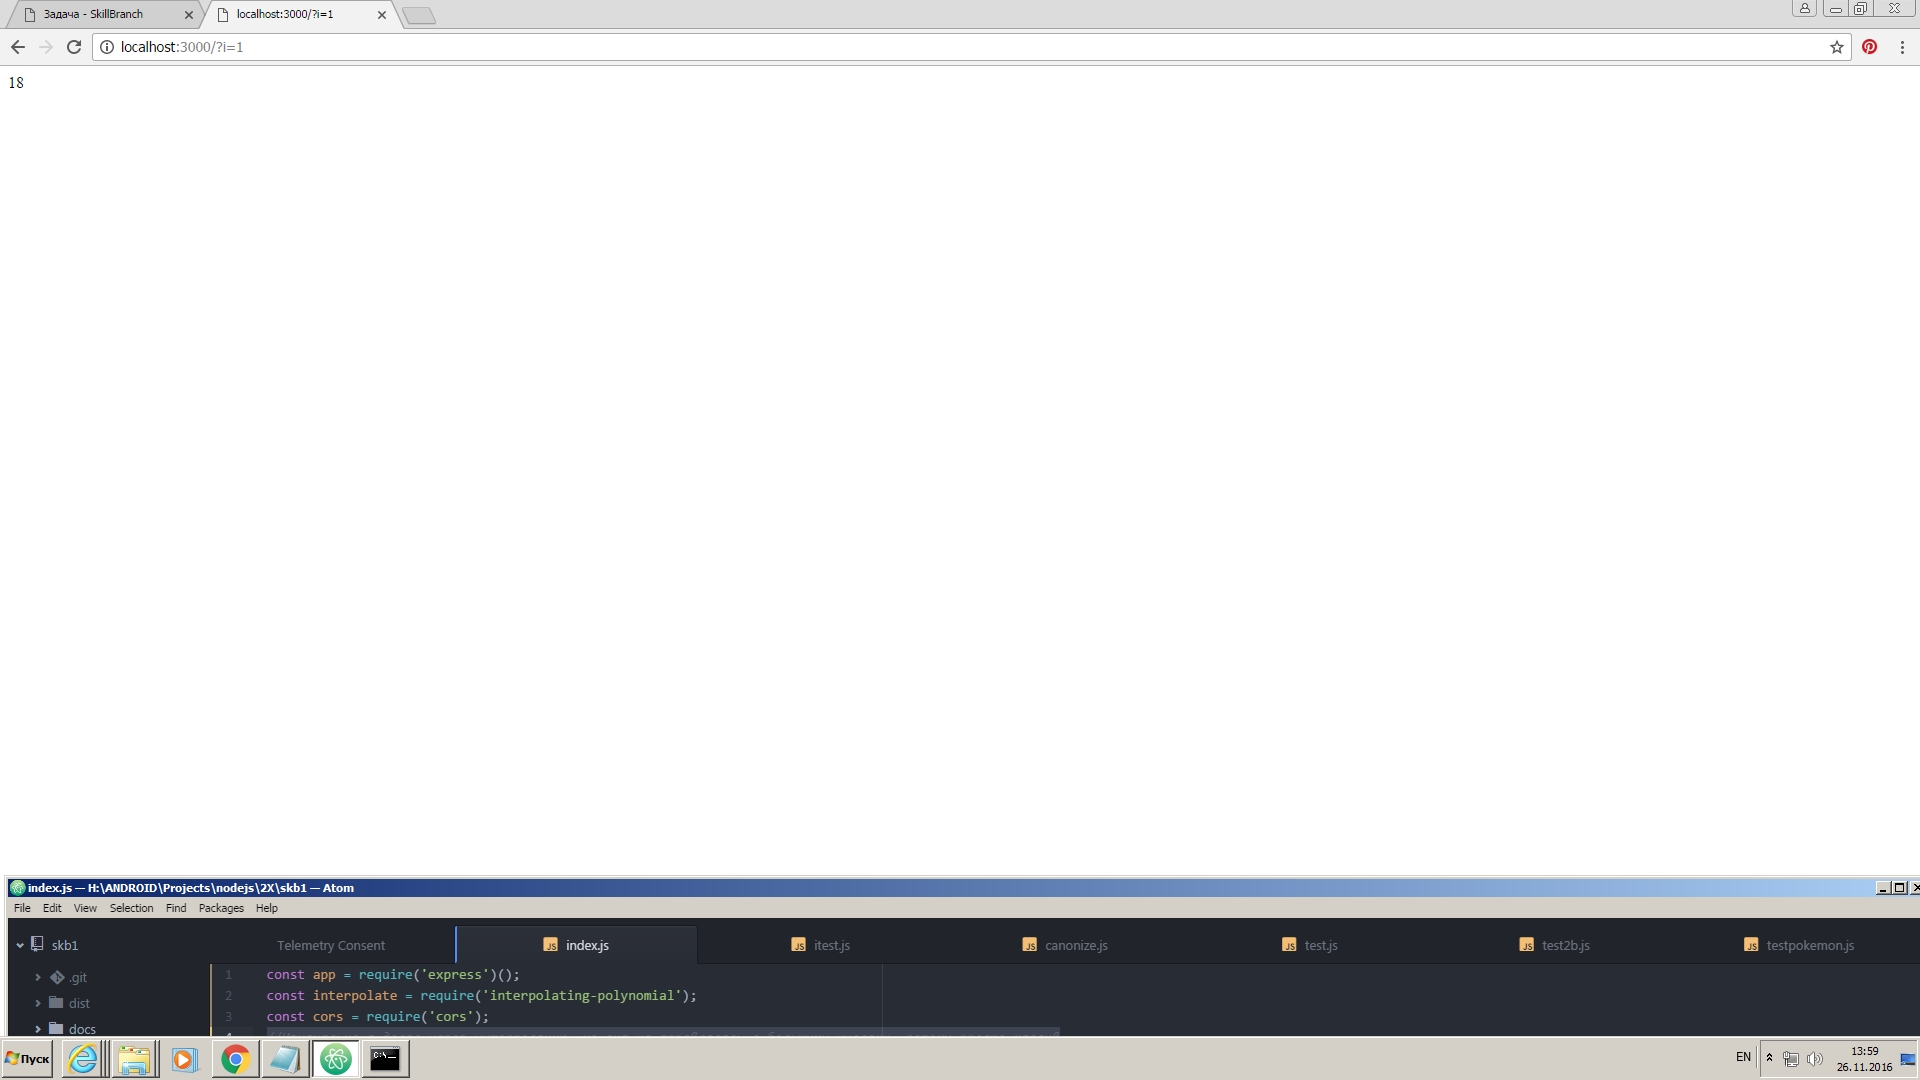 Задача - SkillBranch
localhost:3000/?i=1
localhost:3000/?i=1
18
index.js — H:\ANDROID\Projects\nodejs\2X\skb1 — Atom
File Edit View Selection Find Packages Help
skb1
Telemetry Consent
index.js
itest.js
canonize.js
test.js
test2b.js
testpokemon.js
.git
dist
docs
1 const app = require('express')();
2 const interpolate = require('interpolating-polynomial');
3 const cors = require('cors');
Пуск
EN
13:59
26.11.2016